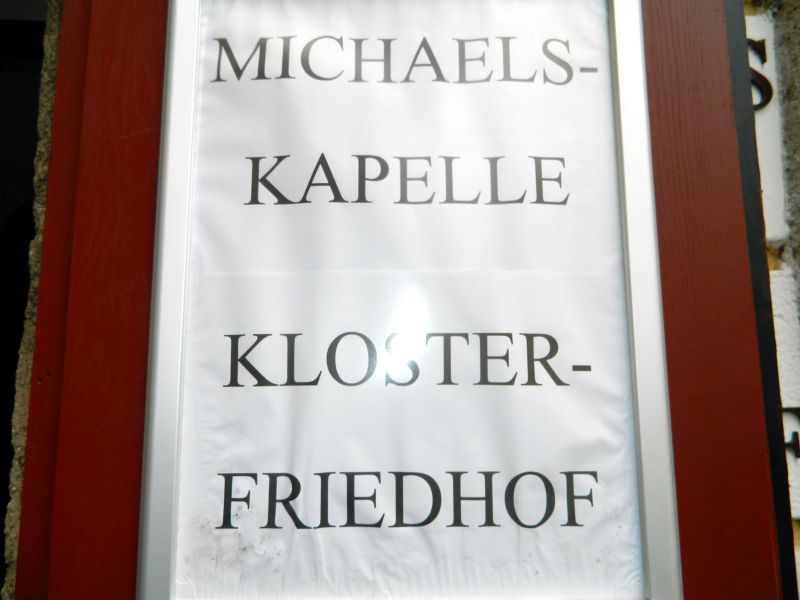 MICHAELS-
KAPELLE
KLOSTER-
FRIEDHOF